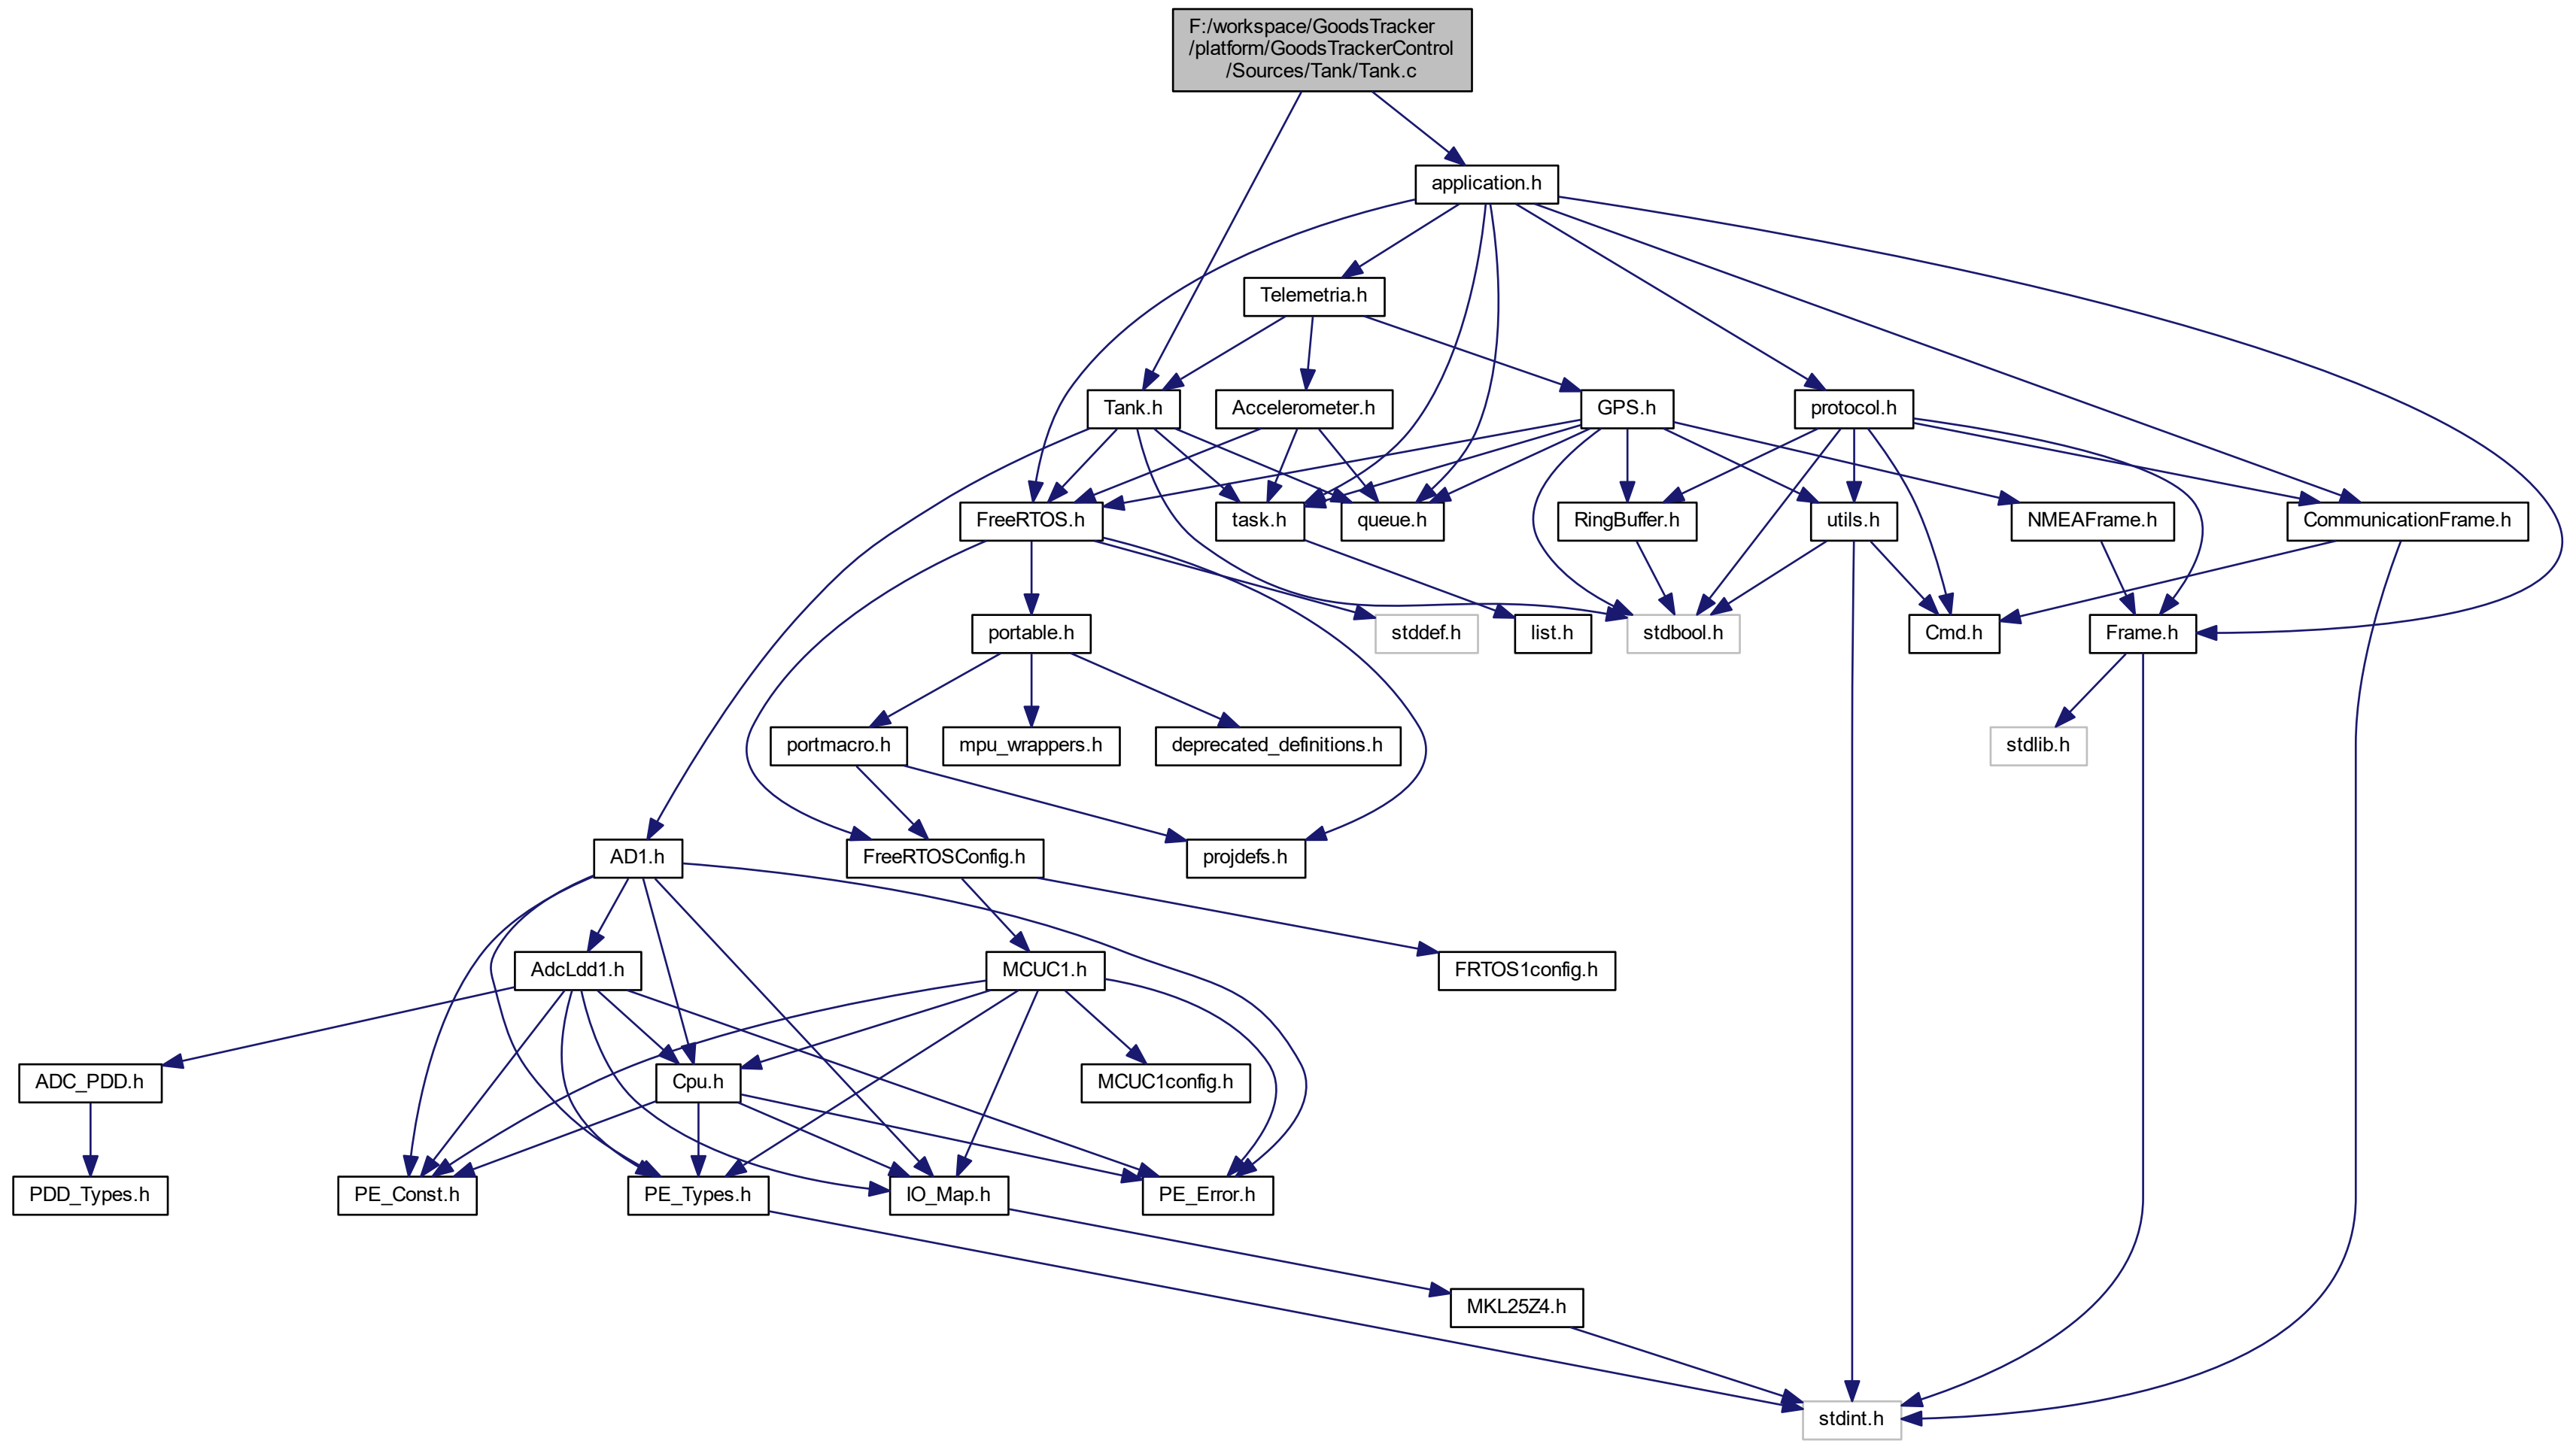 F:/workspace/GoodsTracker
/platform/GoodsTrackerControl
/Sources/Tank/Tank.c
application.h
Telemetria.h
Tank.h
Accelerometer.h
GPS.h
protocol.h
FreeRTOS.h
task.h
queue.h
RingBuffer.h
utils.h
NMEAFrame.h
CommunicationFrame.h
portable.h
stddef.h
list.h
stdbool.h
Cmd.h
Frame.h
portmacro.h
mpu_wrappers.h
deprecated_definitions.h
stdlib.h
AD1.h
FreeRTOSConfig.h
projdefs.h
AdcLdd1.h
MCUC1.h
FRTOS1config.h
ADC_PDD.h
Cpu.h
MCUC1config.h
PDD_Types.h
PE_Const.h
PE_Types.h
IO_Map.h
PE_Error.h
MKL25Z4.h
stdint.h